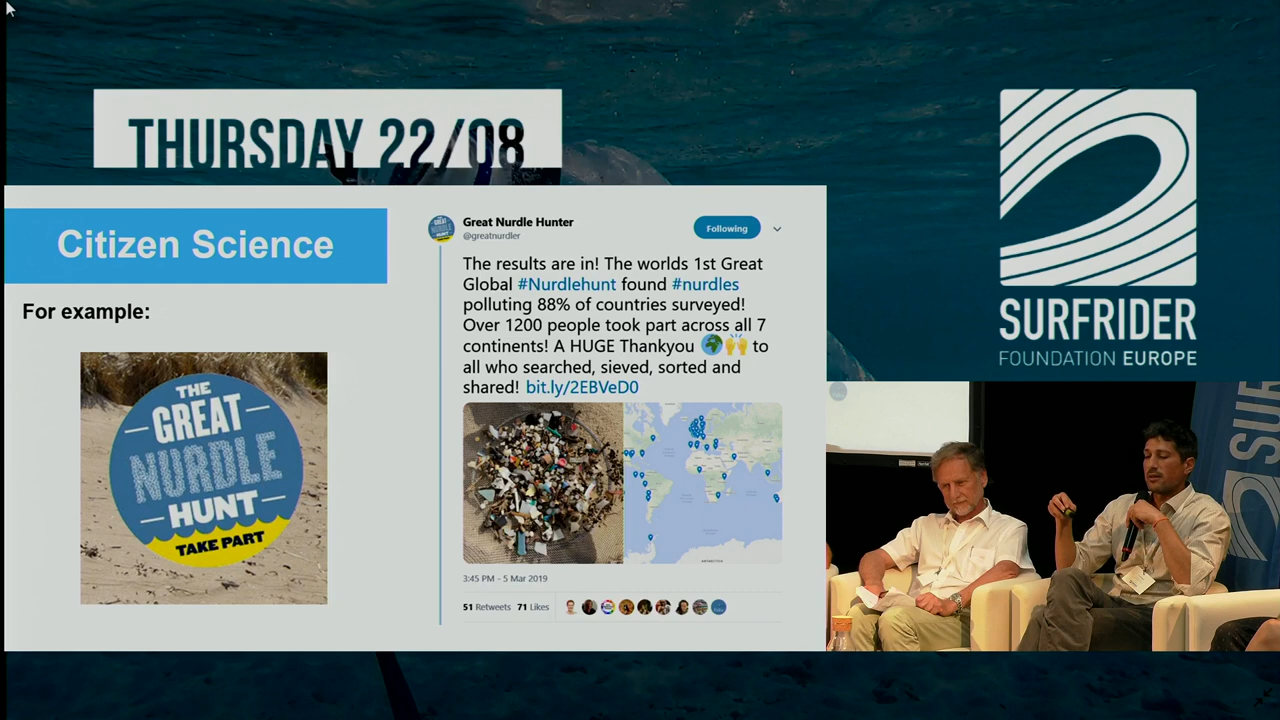 THURSDAY 22/08
SURFRIDER
FOUNDATION EUROPE
Citizen Science
For example:
THE
GREAT
NURDLE
HUNT
TAKE PART
Great Nurdle Hunter
@greatnurdler
Following
The results are in! The worlds 1st Great
Global #Nurdlehunt found #nurdles
polluting 88% of countries surveyed!
Over 1200 people took part across all 7
continents! A HUGE Thankyou 🌍🙌 to
all who searched, sieved, sorted and
shared! bit.ly/2EBVeD0
ANTARCTICA
3:45 PM - 5 Mar 2019
51 Retweets 71 Likes
SUR